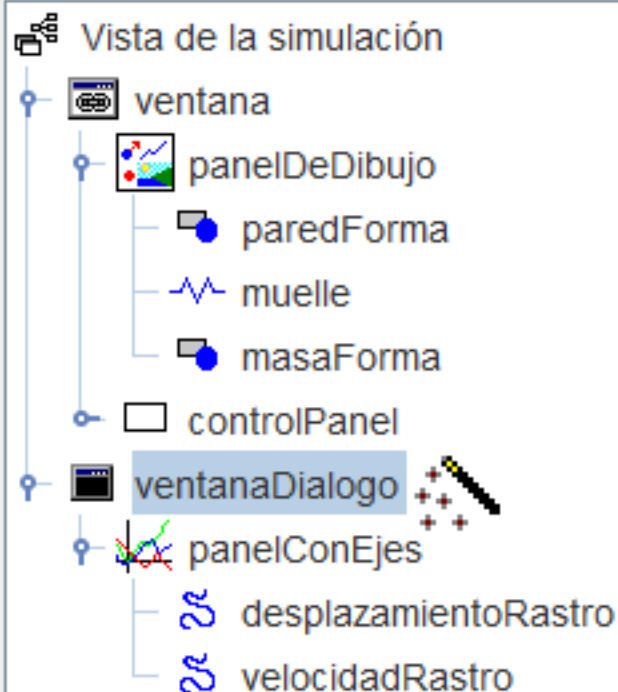 Vista de la simulación
ventana
panelDeDibujo
paredForma
muelle
masaForma
controlPanel
ventanaDialogo
panelConEjes
desplazamientoRastro
velocidadRastro